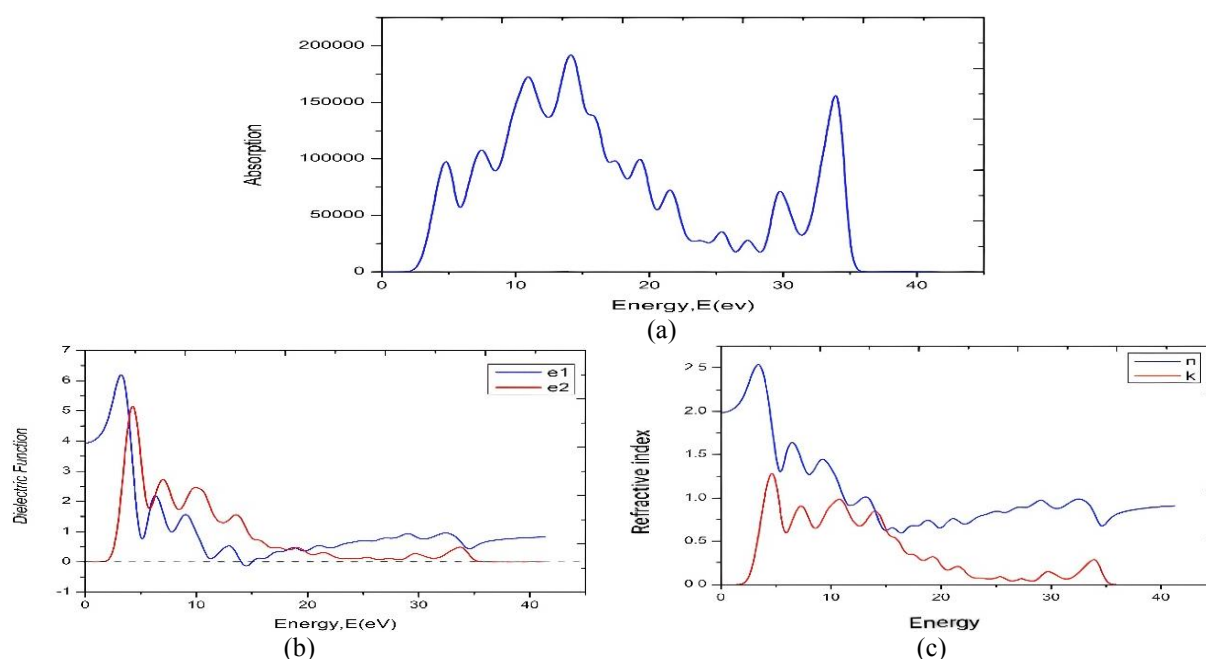 200000
150000
100000
50000
0
Absorption
0 10 20 30 40
Energy,E(ev)
(a)
7
6
5
4
3
2
1
0
-1
Dielectric Function
e1
e2
0 10 20 30 40
Energy,E(eV)
(b)
2.5
2.0
1.5
1.0
0.5
0.0
Refractive index
n
k
0 10 20 30 40
Energy
(c)